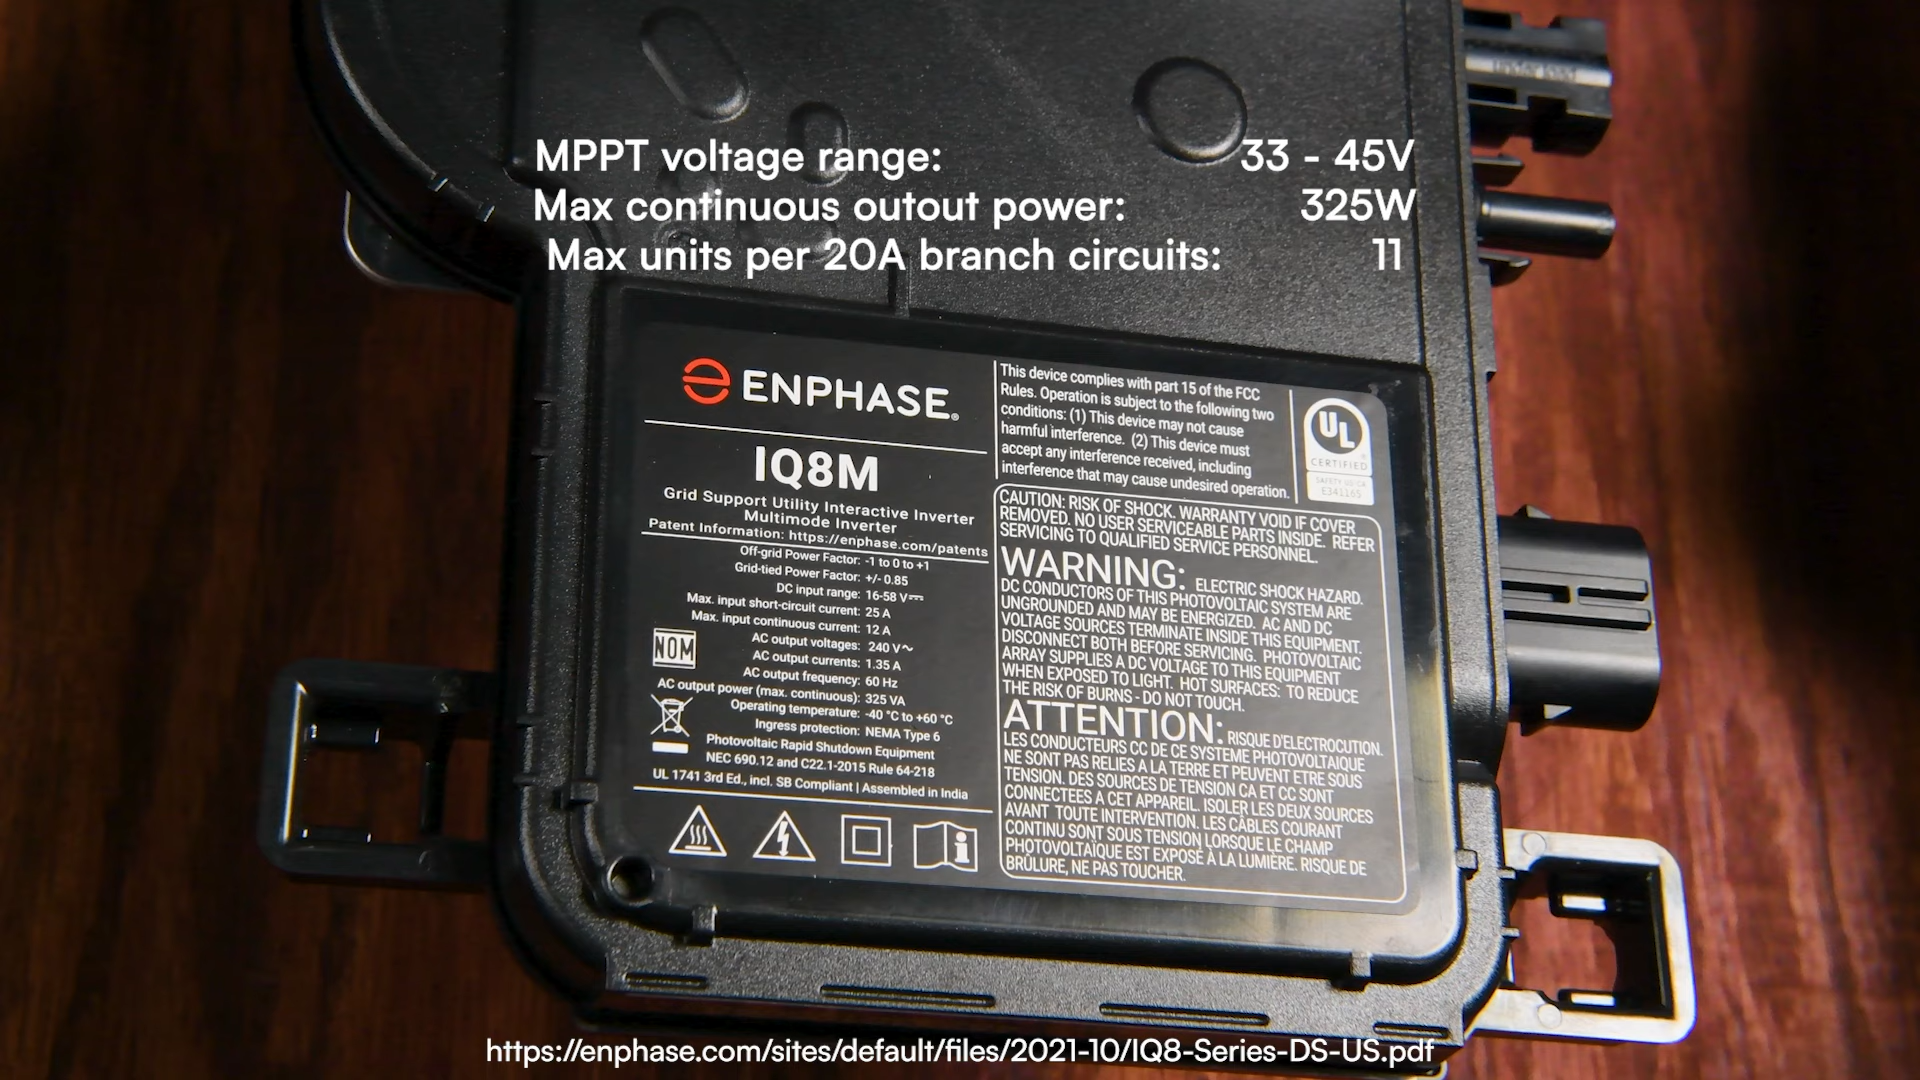 MPPT voltage range: 33 - 45V
Max continuous outout power: 325W
Max units per 20A branch circuits: 11
ENPHASE®
IQ8M
Grid Support Utility Interactive Inverter
Multimode Inverter
Patent Information: https://enphase.com/patents
Off-grid Power Factor: -1 to 0 to +1
Grid-tied Power Factor: +/- 0.85
DC input range: 16-58 V
Max. input short-circuit current: 25 A
Max. input continuous current: 12 A
AC output voltages: 240 V~
AC output currents: 1.35 A
AC output frequency: 60 Hz
AC output power (max. continuous): 325 VA
Operating temperature: -40 °C to +60 °C
Ingress protection: NEMA Type 6
Photovoltaic Rapid Shutdown Equipment
NEC 690.12 and C22.1-2015 Rule 64-218
UL 1741 3rd Ed., incl. SB Compliant | Assembled in India
NOM
This device complies with part 15 of the FCC
Rules. Operation is subject to the following two
conditions: (1) This device may not cause
harmful interference. (2) This device must
accept any interference received, including
interference that may cause undesired operation.
UL®
CERTIFIED
SAFETY US-CA
E341165
CAUTION: RISK OF SHOCK. WARRANTY VOID IF COVER
REMOVED. NO USER SERVICEABLE PARTS INSIDE. REFER
SERVICING TO QUALIFIED SERVICE PERSONNEL.
WARNING: ELECTRIC SHOCK HAZARD.
DC CONDUCTORS OF THIS PHOTOVOLTAIC SYSTEM ARE
UNGROUNDED AND MAY BE ENERGIZED. AC AND DC
VOLTAGE SOURCES TERMINATE INSIDE THIS EQUIPMENT.
DISCONNECT BOTH BEFORE SERVICING. PHOTOVOLTAIC
ARRAY SUPPLIES A DC VOLTAGE TO THIS EQUIPMENT
WHEN EXPOSED TO LIGHT. HOT SURFACES: TO REDUCE
THE RISK OF BURNS - DO NOT TOUCH.
ATTENTION: RISQUE D'ELECTROCUTION.
LES CONDUCTEURS CC DE CE SYSTEME PHOTOVOLTAIQUE
NE SONT PAS RELIES A LA TERRE ET PEUVENT ETRE SOUS
TENSION. DES SOURCES DE TENSION CA ET CC SONT
CONNECTEES A CET APPAREIL. ISOLER LES DEUX SOURCES
AVANT TOUTE INTERVENTION. LES CÂBLES COURANT
CONTINU SONT SOUS TENSION LORSQUE LE CHAMP
PHOTOVOLTAÏQUE EST EXPOSÉ À LA LUMIÈRE. RISQUE DE
BRÛLURE, NE PAS TOUCHER.
https://enphase.com/sites/default/files/2021-10/IQ8-Series-DS-US.pdf